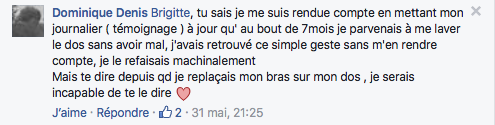 Dominique Denis Brigitte, tu sais je me suis rendue compte en mettant mon
journalier ( témoignage ) à jour qu' au bout de 7mois je parvenais à me laver
le dos sans avoir mal, j'avais retrouvé ce simple geste sans m'en rendre
compte, je le refaisais machinalement
Mais te dire depuis qd je replaçais mon bras sur mon dos , je serais
incapable de te le dire ❤
J'aime · Répondre · 2 · 31 mai, 21:25